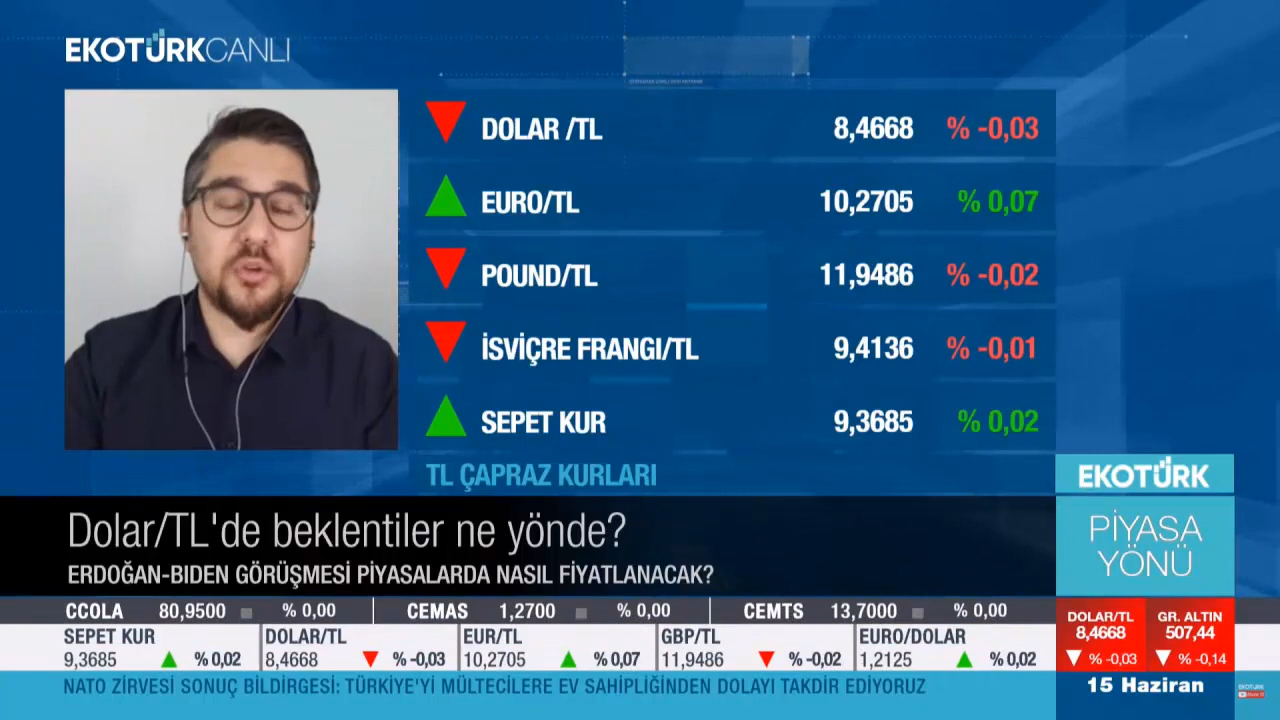 EKOTÜRKCANLI
DOLAR /TL 8,4668 % -0,03
EURO/TL 10,2705 % 0,07
POUND/TL 11,9486 % -0,02
İSVİÇRE FRANGI/TL 9,4136 % -0,01
SEPET KUR 9,3685 % 0,02
TL ÇAPRAZ KURLARI
EKOTÜRK
PİYASA
YÖNÜ
Dolar/TL'de beklentiler ne yönde?
ERDOĞAN-BIDEN GÖRÜŞMESİ PİYASALARDA NASIL FİYATLANACAK?
CCOLA 80,9500 % 0,00 CEMAS 1,2700 % 0,00 CEMTS 13,7000 % 0,00
SEPET KUR DOLAR/TL EUR/TL GBP/TL EURO/DOLAR
9,3685 % 0,02 8,4668 % -0,03 10,2705 % 0,07 11,9486 % -0,02 1,2125 % 0,02
DOLAR/TL GR. ALTIN
8,4668 507,44
% -0,03 % -0,14
NATO ZİRVESİ SONUÇ BİLDİRGESİ: TÜRKİYE'Yİ MÜLTECİLERE EV SAHİPLİĞİNDEN DOLAYI TAKDİR EDİYORUZ
15 Haziran
EKOTÜRK